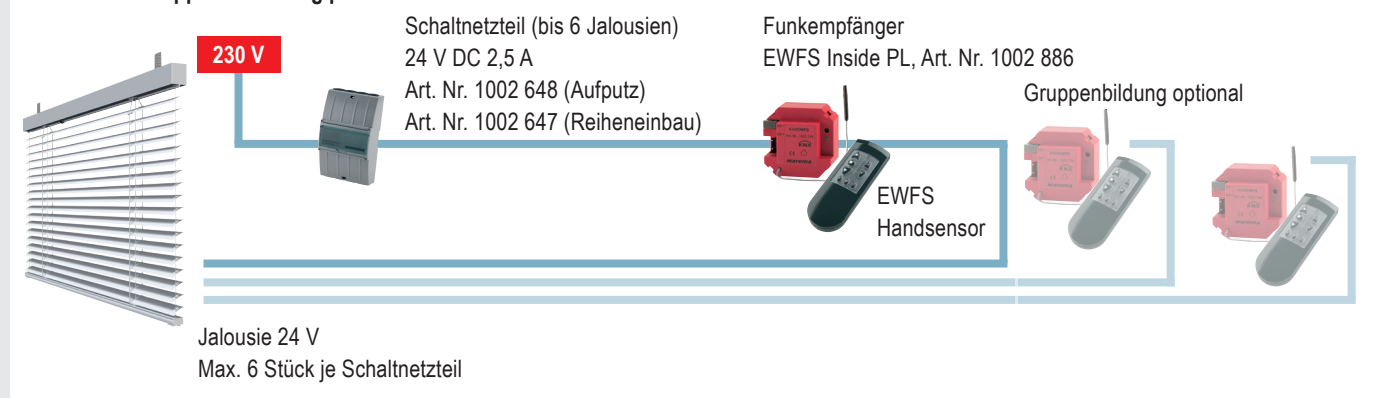 230 V
Schaltnetzteil (bis 6 Jalousien)
24 V DC 2,5 A
Art. Nr. 1002 648 (Aufputz)
Art. Nr. 1002 647 (Reiheneinbau)
Funkempfänger
EWFS Inside PL, Art. Nr. 1002 886
Gruppenbildung optional
EWFS
Handsensor
Jalousie 24 V
Max. 6 Stück je Schaltnetzteil